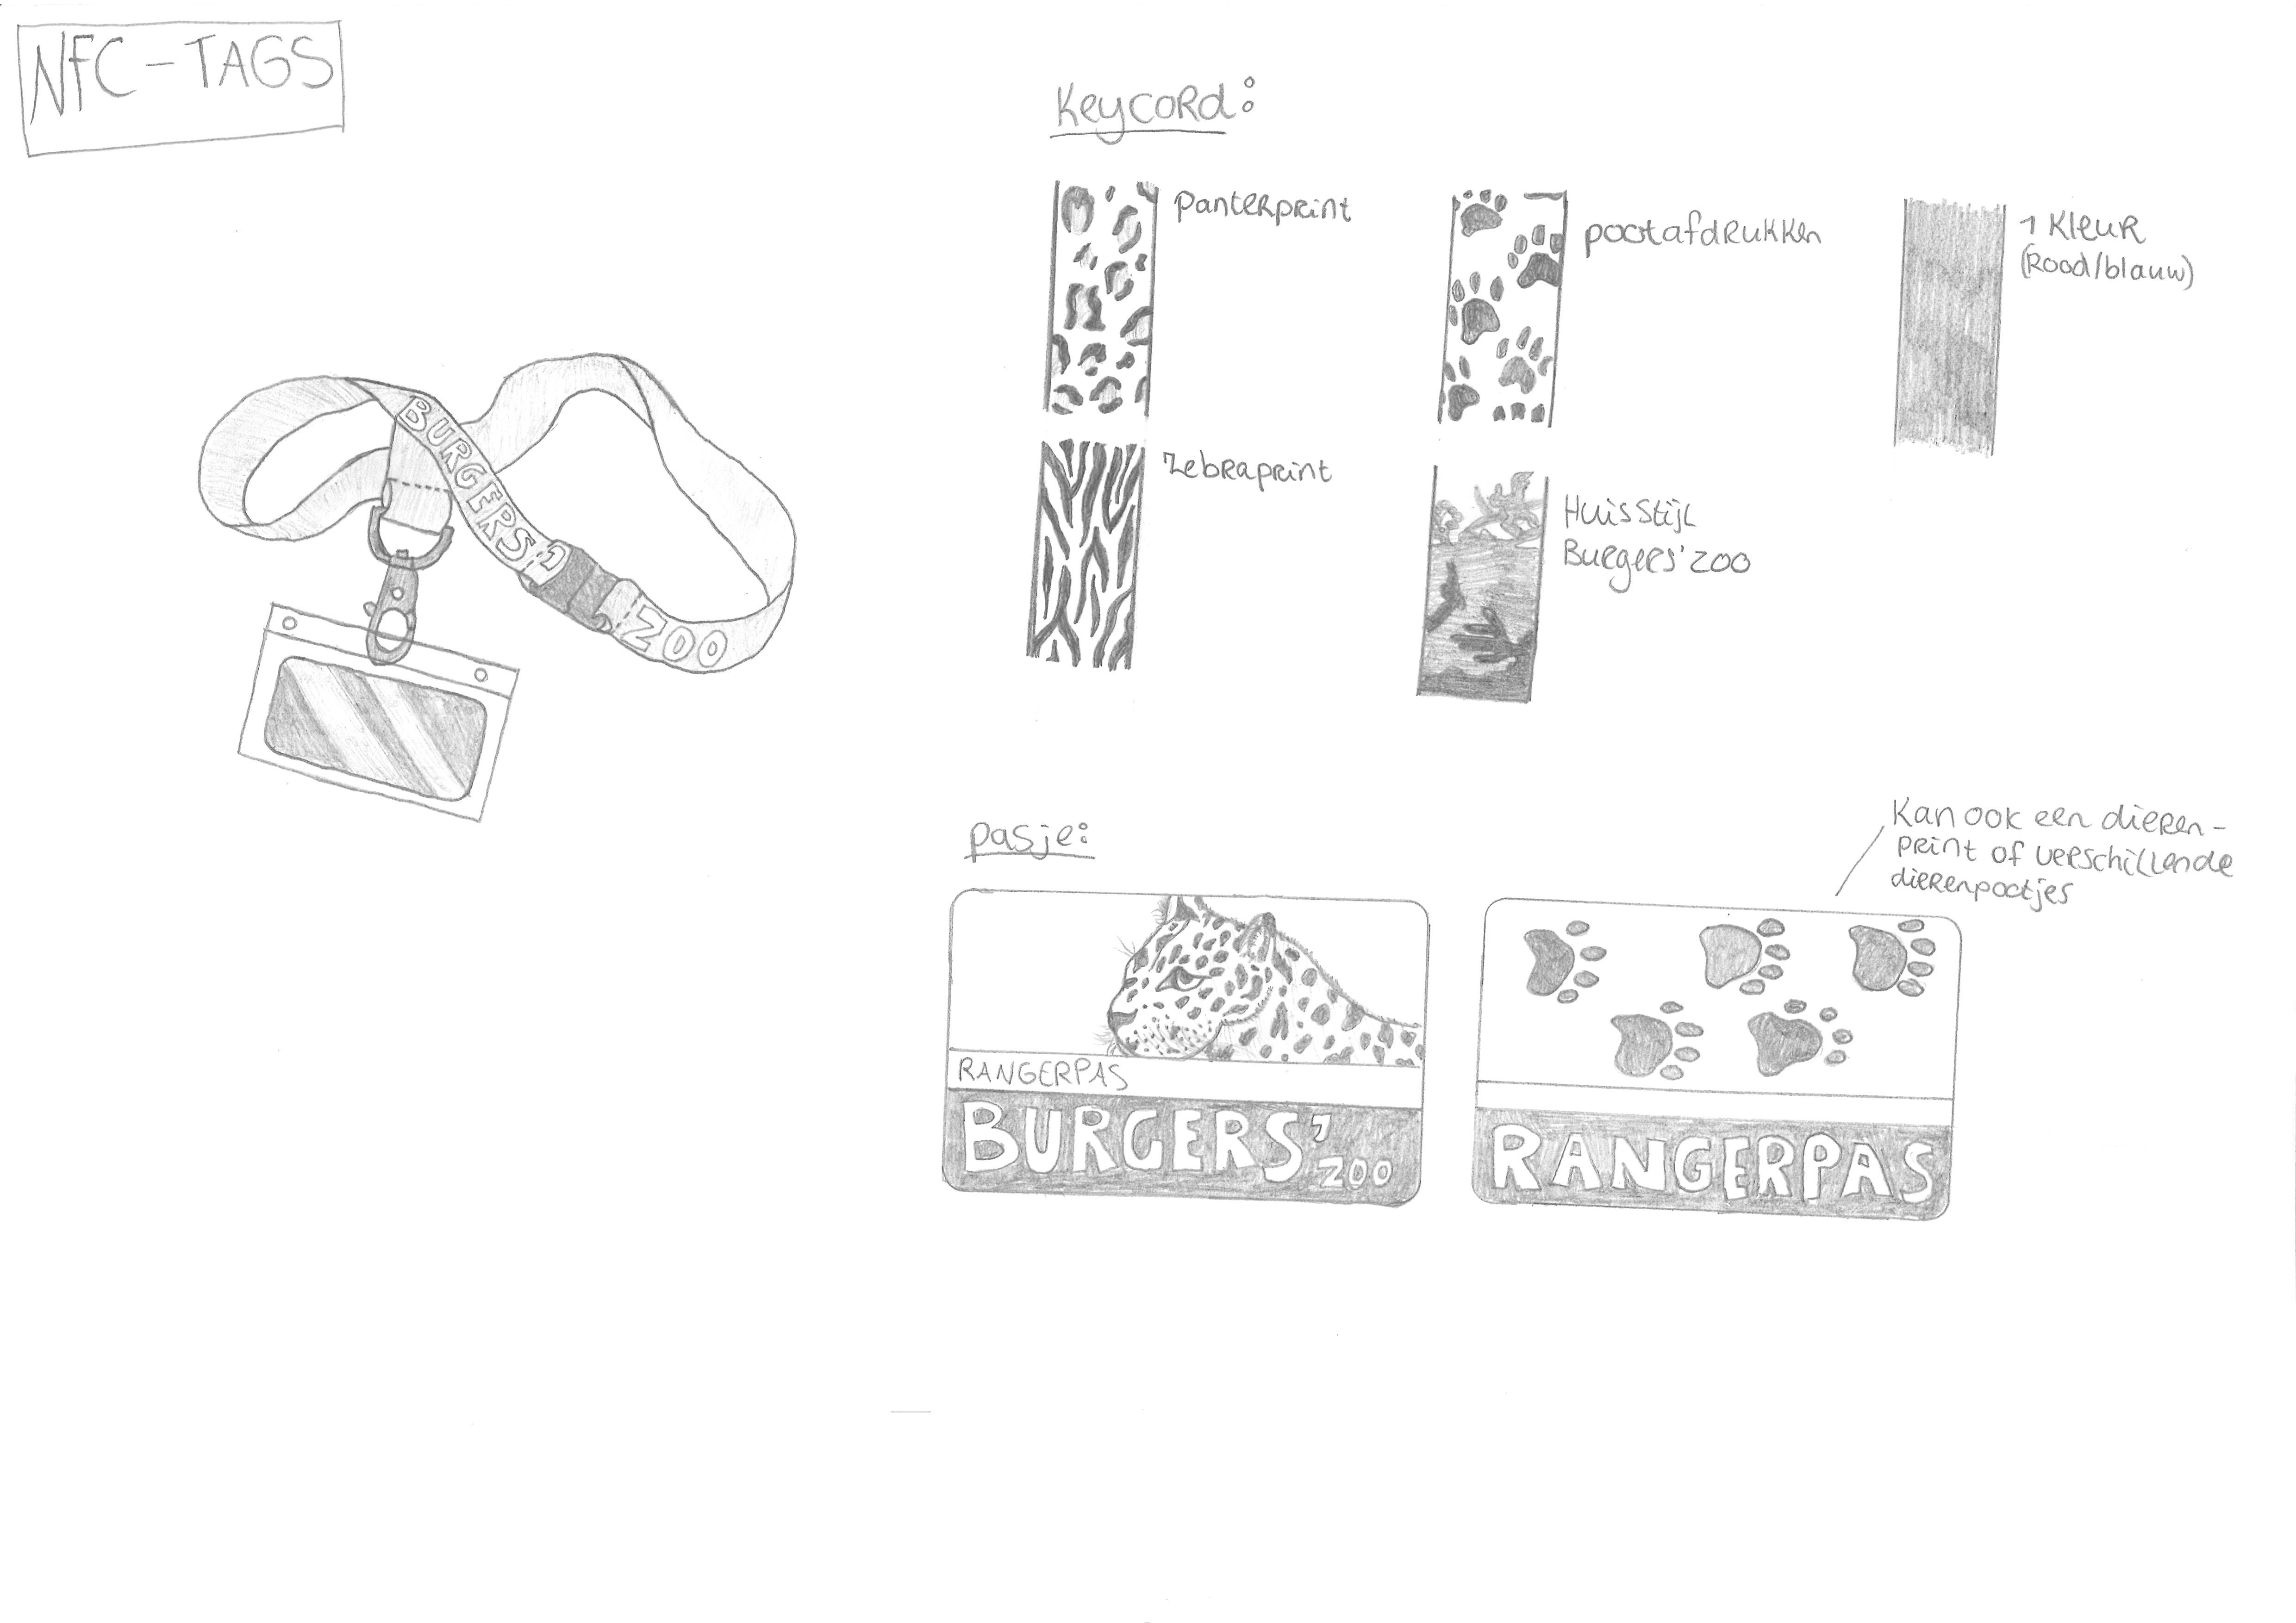 NFC-TAGS
Keycord:
Panterprint
pootafdrukken
1 kleur
(Rood/blauw)
Zebraprint
Huisstijl
Burgers' zoo
BURGERS'
ZOO
pasje:
Kan ook een dieren-
print of verschillende
dierenpootjes
RANGERPAS
BURGERS'
ZOO
RANGERPAS